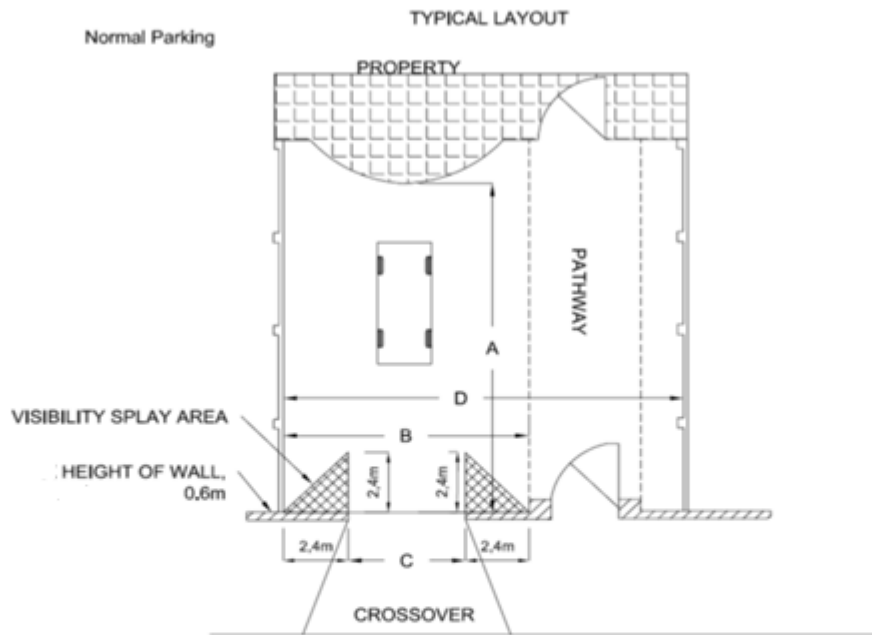 TYPICAL LAYOUT
Normal Parking
PROPERTY
PATHWAY
A
D
VISIBILITY SPLAY AREA
B
HEIGHT OF WALL,
0.6m
2,4m
2,4m
2,4m
C
2,4m
CROSSOVER